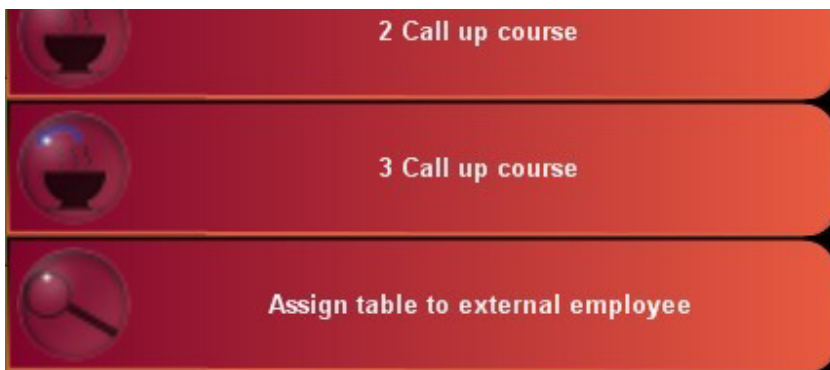 2 Call up course
3 Call up course
Assign table to external employee